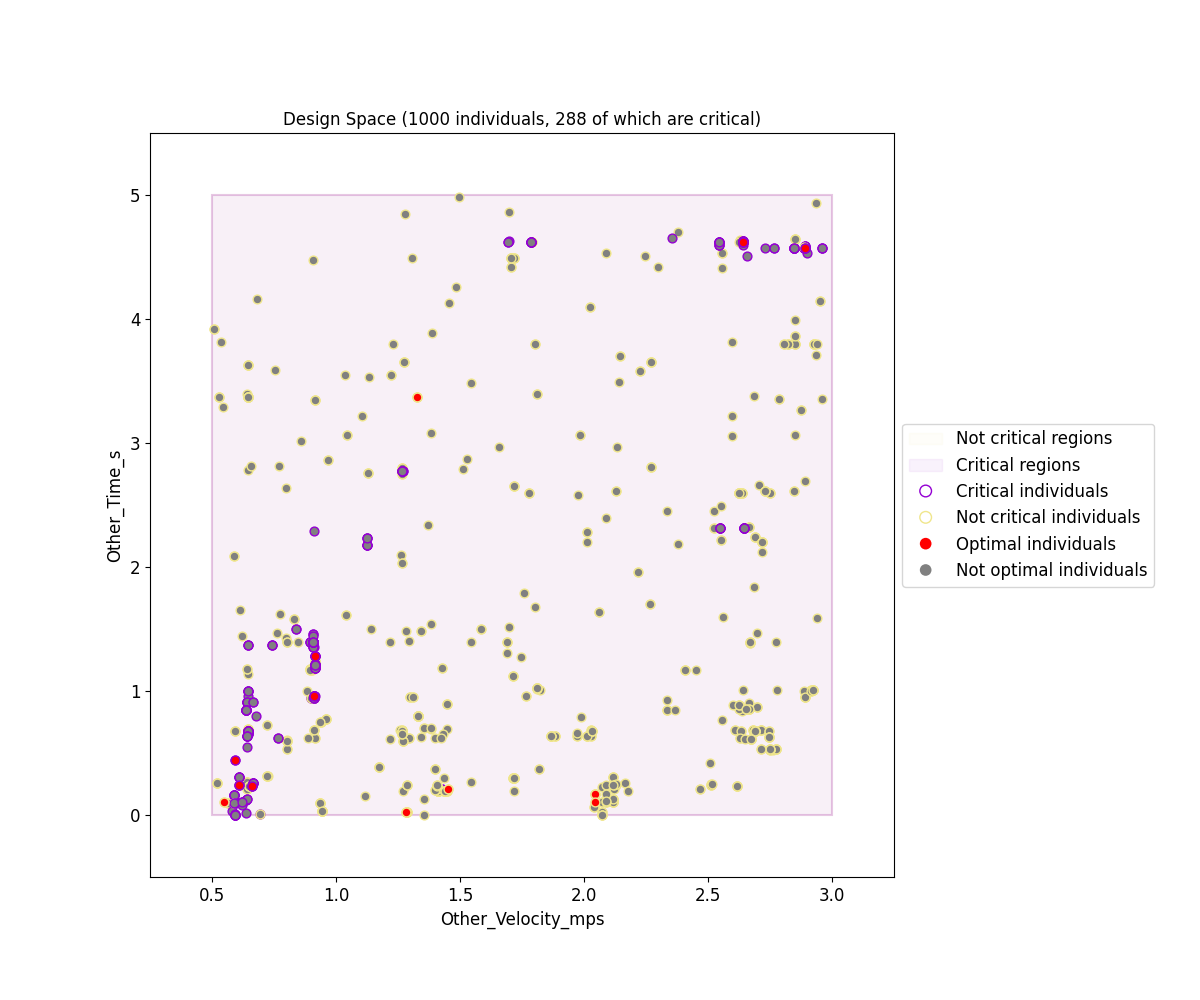 Design Space (1000 individuals, 288 of which are critical)
5
4
3
2
1
0
Other_Time_s
0.5
1.0
1.5
2.0
2.5
3.0
Other_Velocity_mps
Not critical regions
Critical regions
Critical individuals
Not critical individuals
Optimal individuals
Not optimal individuals